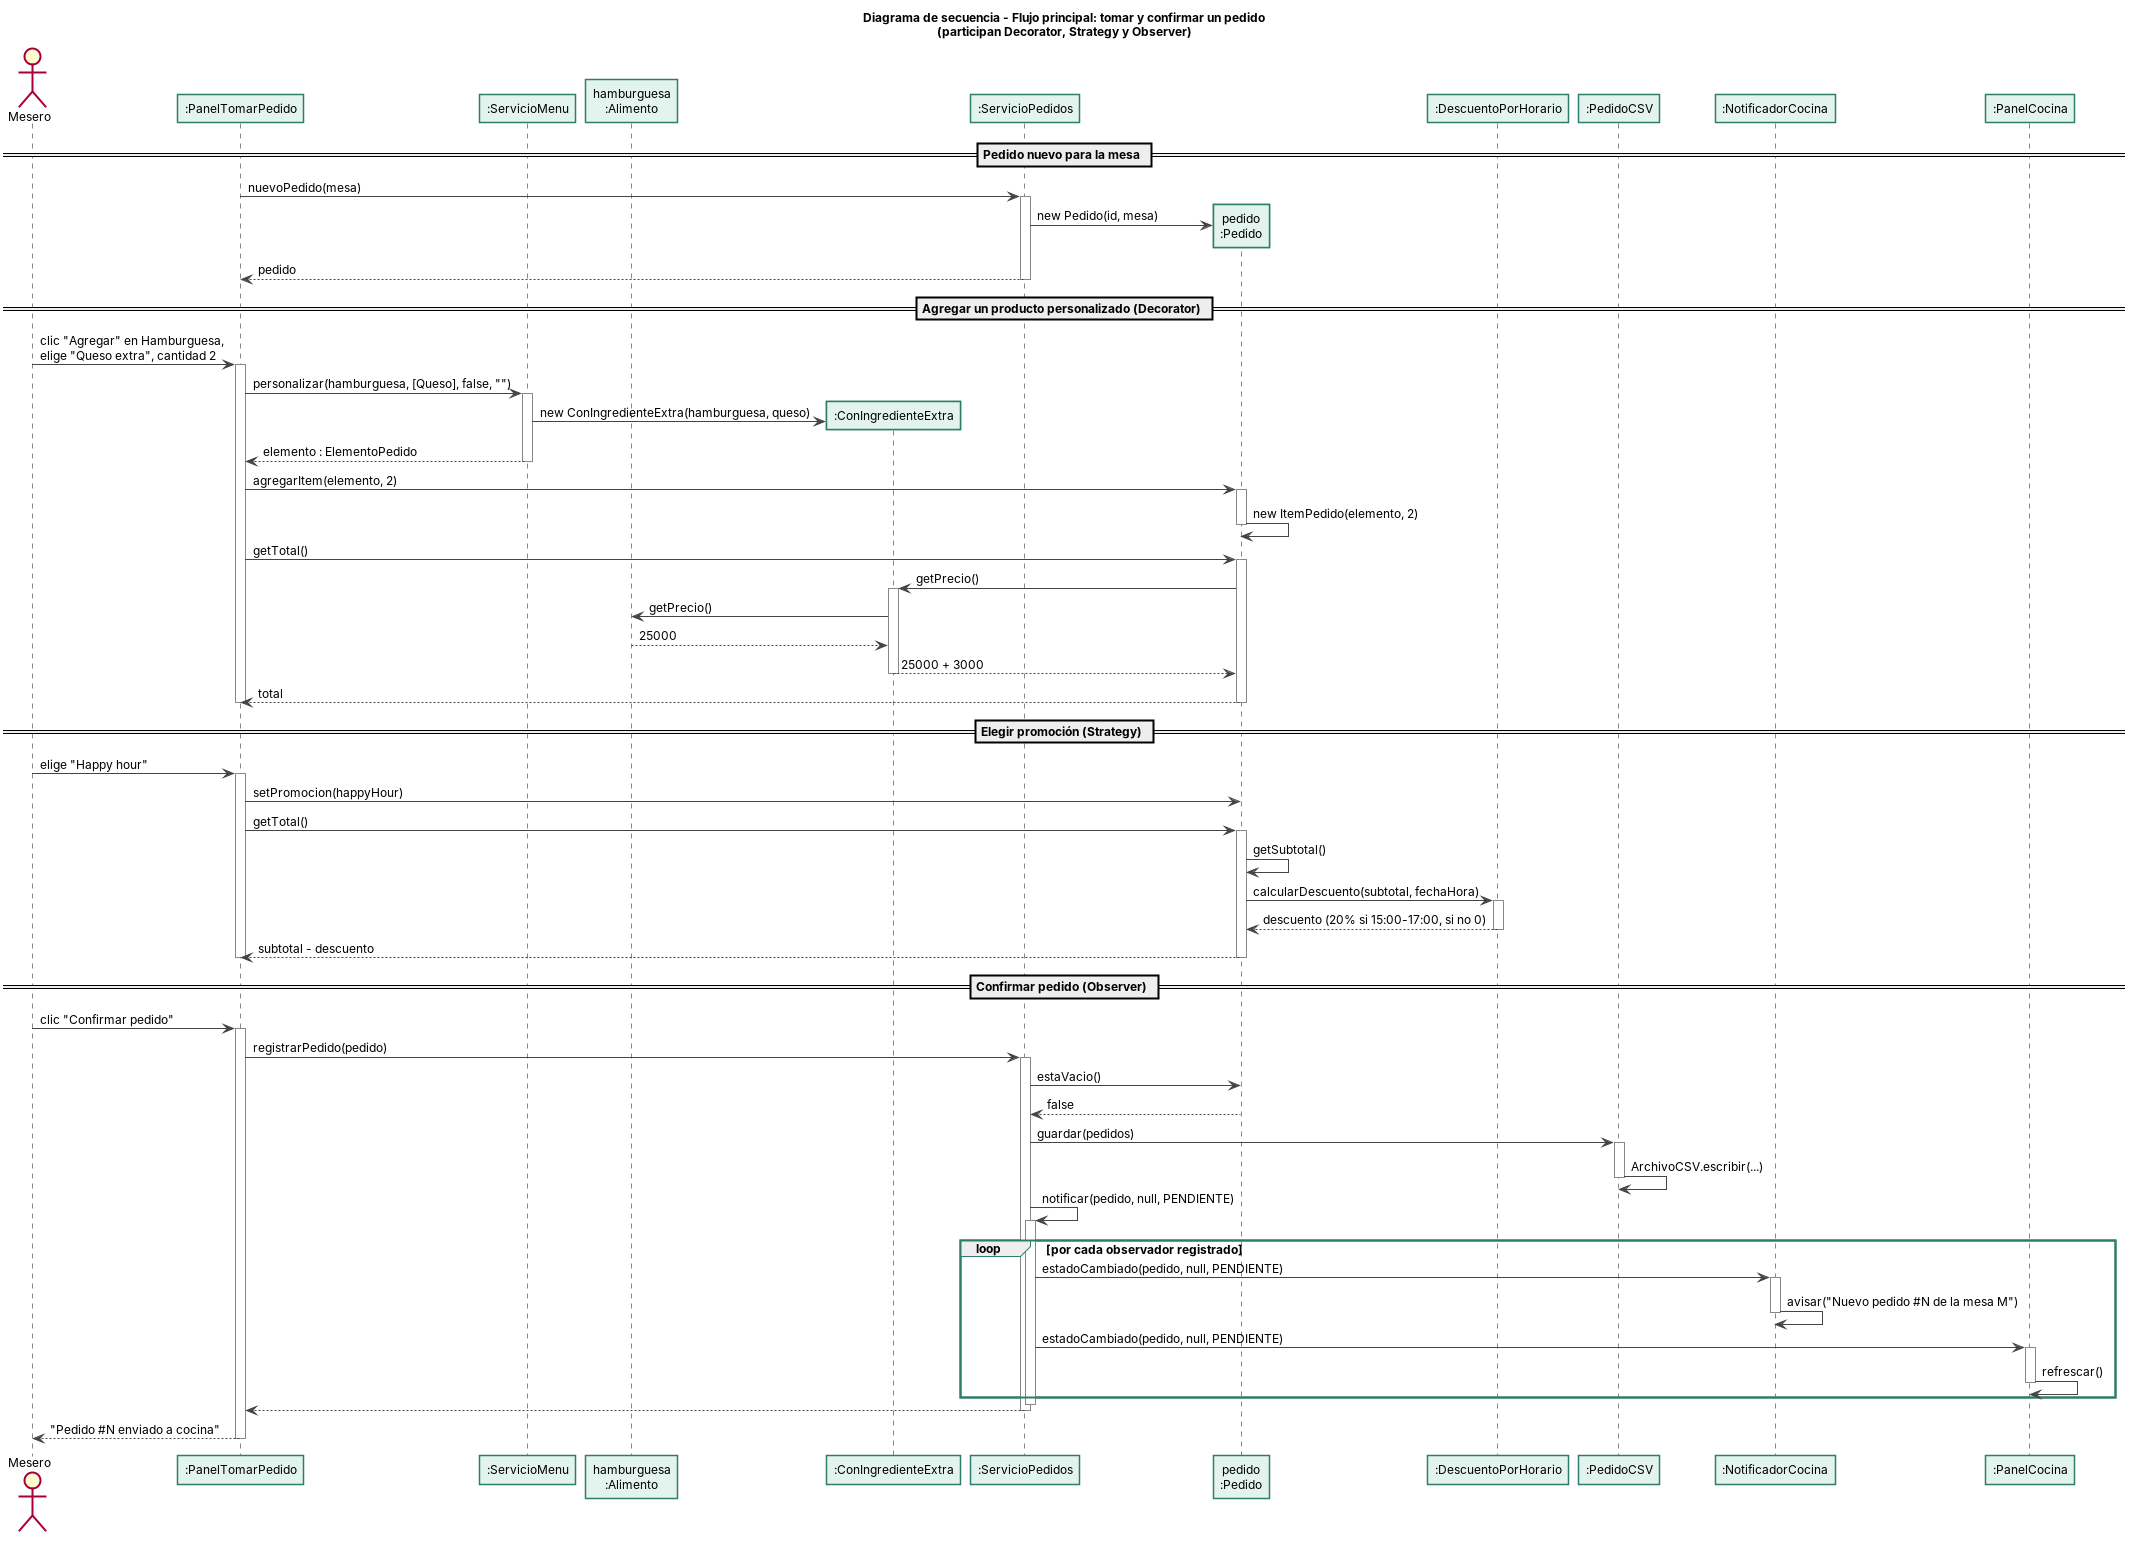 Diagrama de secuencia - Flujo principal: tomar y confirmar un pedido
(participan Decorator, Strategy y Observer)
Mesero
:PanelTomarPedido
:ServicioMenu
hamburguesa
:Alimento
:ServicioPedidos
:DescuentoPorHorario
:PedidoCSV
:NotificadorCocina
:PanelCocina
Pedido nuevo para la mesa
nuevoPedido(mesa)
new Pedido(id, mesa)
pedido
:Pedido
pedido
Agregar un producto personalizado (Decorator)
clic "Agregar" en Hamburguesa,
elige "Queso extra", cantidad 2
personalizar(hamburguesa, [Queso], false, "")
new ConIngredienteExtra(hamburguesa, queso)
:ConIngredienteExtra
elemento : ElementoPedido
agregarItem(elemento, 2)
new ItemPedido(elemento, 2)
getTotal()
getPrecio()
getPrecio()
25000
25000 + 3000
total
Elegir promoción (Strategy)
elige "Happy hour"
setPromocion(happyHour)
getTotal()
getSubtotal()
calcularDescuento(subtotal, fechaHora)
descuento (20% si 15:00-17:00, si no 0)
subtotal - descuento
Confirmar pedido (Observer)
clic "Confirmar pedido"
registrarPedido(pedido)
estaVacio()
false
guardar(pedidos)
ArchivoCSV.escribir(...)
notificar(pedido, null, PENDIENTE)
loop
[por cada observador registrado]
estadoCambiado(pedido, null, PENDIENTE)
avisar("Nuevo pedido #N de la mesa M")
estadoCambiado(pedido, null, PENDIENTE)
refrescar()
"Pedido #N enviado a cocina"
Mesero
:PanelTomarPedido
:ServicioMenu
hamburguesa
:Alimento
:ConIngredienteExtra
:ServicioPedidos
pedido
:Pedido
:DescuentoPorHorario
:PedidoCSV
:NotificadorCocina
:PanelCocina